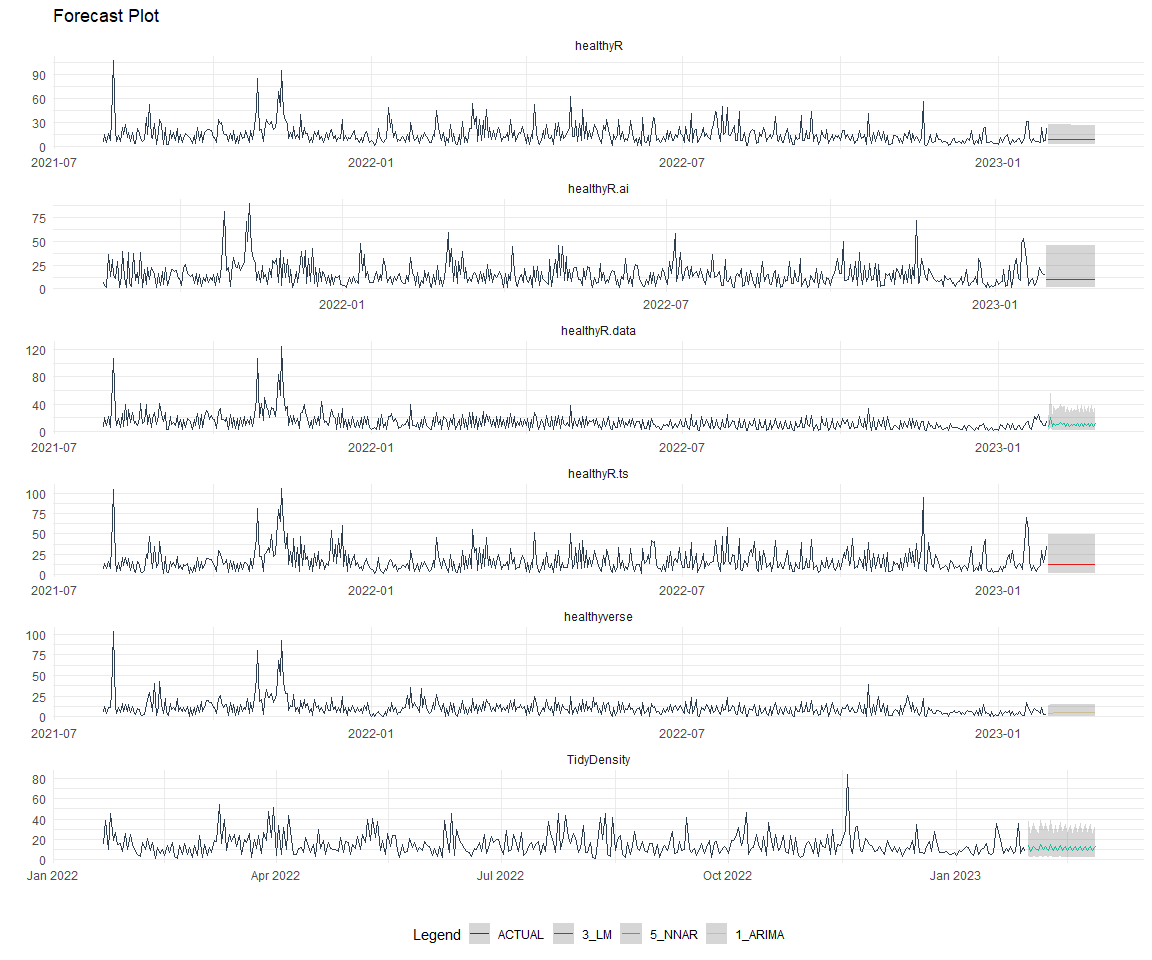 Forecast Plot
healthyR
90
60
30
0
2021-07 2022-01 2022-07 2023-01
healthyR.ai
75
50
25
0
2022-01 2022-07 2023-01
healthyR.data
120
80
40
0
2021-07 2022-01 2022-07 2023-01
healthyR.ts
100
75
50
25
0
2021-07 2022-01 2022-07 2023-01
healthyverse
100
75
50
25
0
2021-07 2022-01 2022-07 2023-01
TidyDensity
80
60
40
20
0
Jan 2022 Apr 2022 Jul 2022 Oct 2022 Jan 2023
Legend ACTUAL 3_LM 5_NNAR 1_ARIMA